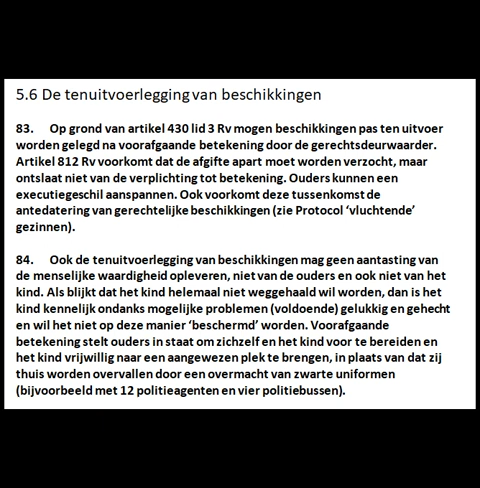 5.6 De tenuitvoerlegging van beschikkingen
83. Op grond van artikel 430 lid 3 Rv mogen beschikkingen pas ten uitvoer
worden gelegd na voorafgaande betekening door de gerechtsdeurwaarder.
Artikel 812 Rv voorkomt dat de afgifte apart moet worden verzocht, maar
ontslaat niet van de verplichting tot betekening. Ouders kunnen een
executiegeschil aanspannen. Ook voorkomt deze tussenkomst de
antedatering van gerechtelijke beschikkingen (zie Protocol ‘vluchtende’
gezinnen).
84. Ook de tenuitvoerlegging van beschikkingen mag geen aantasting van
de menselijke waardigheid opleveren, niet van de ouders en ook niet van het
kind. Als blijkt dat het kind helemaal niet weggehaald wil worden, dan is het
kind kennelijk ondanks mogelijke problemen (voldoende) gelukkig en gehecht
en wil het niet op deze manier ‘beschermd’ worden. Voorafgaande
betekening stelt ouders in staat om zichzelf en het kind voor te bereiden en
het kind vrijwillig naar een aangewezen plek te brengen, in plaats van dat zij
thuis worden overvallen door een overmacht van zwarte uniformen
(bijvoorbeeld met 12 politieagenten en vier politiebussen).